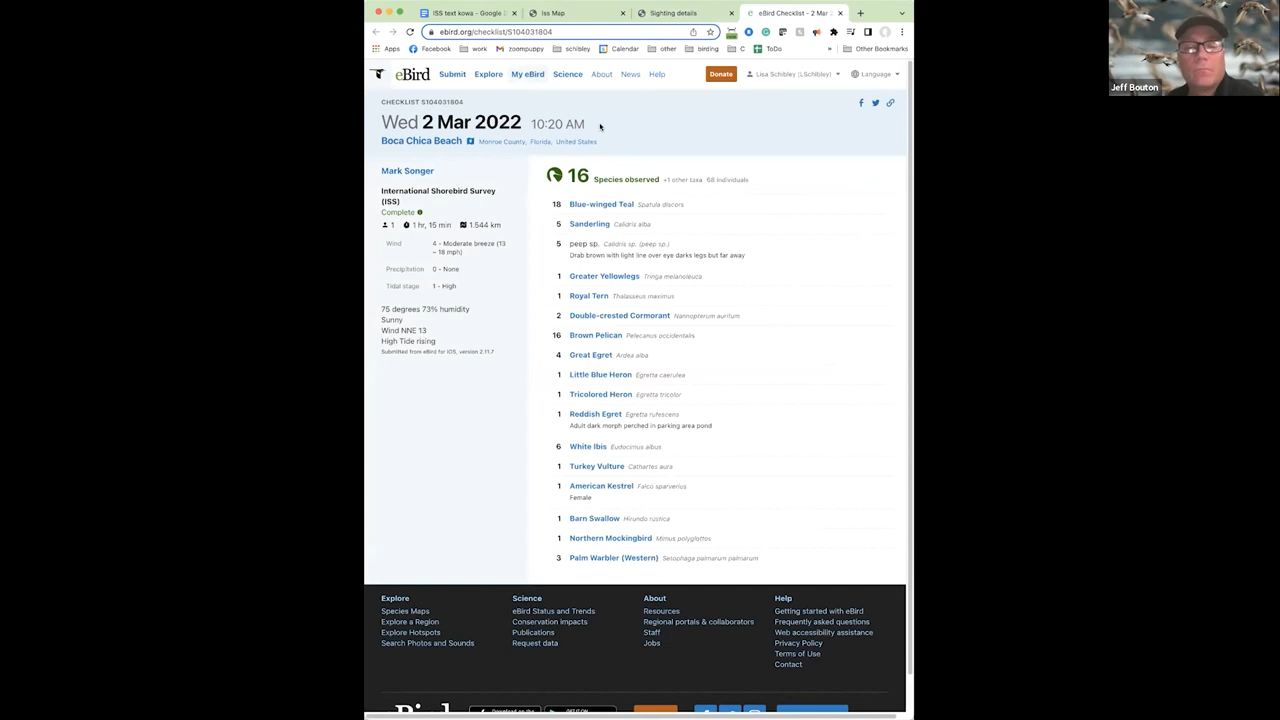 ISS text kowa - Google
Iss Map
Sighting details
eBird Checklist - 2 Mar
ebird.org/checklist/S104031804
Apps Facebook work zoompuppy schibley Calendar other birding C ToDo » Other Bookmarks
Jeff Bouton
eBird Submit Explore My eBird Science About News Help Donate Lisa Schibley (LSchibley) Language
CHECKLIST S104031804
Wed 2 Mar 2022 10:20 AM
Boca Chica Beach Monroe County, Florida, United States
Mark Songer
International Shorebird Survey
(ISS)
Complete
1 1 hr, 15 min 1.544 km
Wind 4 - Moderate breeze (13
– 18 mph)
Precipitation 0 - None
Tidal stage 1 - High
75 degrees 73% humidity
Sunny
Wind NNE 13
High Tide rising
Submitted from eBird for iOS, version 2.11.7
16 Species observed +1 other taxa 68 individuals
18 Blue-winged Teal Spatula discors
5 Sanderling Calidris alba
5 peep sp. Calidris sp. (peep sp.)
Drab brown with light line over eye darks legs but far away
1 Greater Yellowlegs Tringa melanoleuca
1 Royal Tern Thalasseus maximus
2 Double-crested Cormorant Nannopterum auritum
16 Brown Pelican Pelecanus occidentalis
4 Great Egret Ardea alba
1 Little Blue Heron Egretta caerulea
1 Tricolored Heron Egretta tricolor
1 Reddish Egret Egretta rufescens
Adult dark morph perched in parking area pond
6 White Ibis Eudocimus albus
1 Turkey Vulture Cathartes aura
1 American Kestrel Falco sparverius
Female
1 Barn Swallow Hirundo rustica
1 Northern Mockingbird Mimus polyglottos
3 Palm Warbler (Western) Setophaga palmarum palmarum
Explore
Species Maps
Explore a Region
Explore Hotspots
Search Photos and Sounds
Science
eBird Status and Trends
Conservation impacts
Publications
Request data
About
Resources
Regional portals & collaborators
Staff
Jobs
Help
Getting started with eBird
Frequently asked questions
Web accessibility assistance
Privacy Policy
Terms of Use
Contact
eBird Download on the GET IT ON